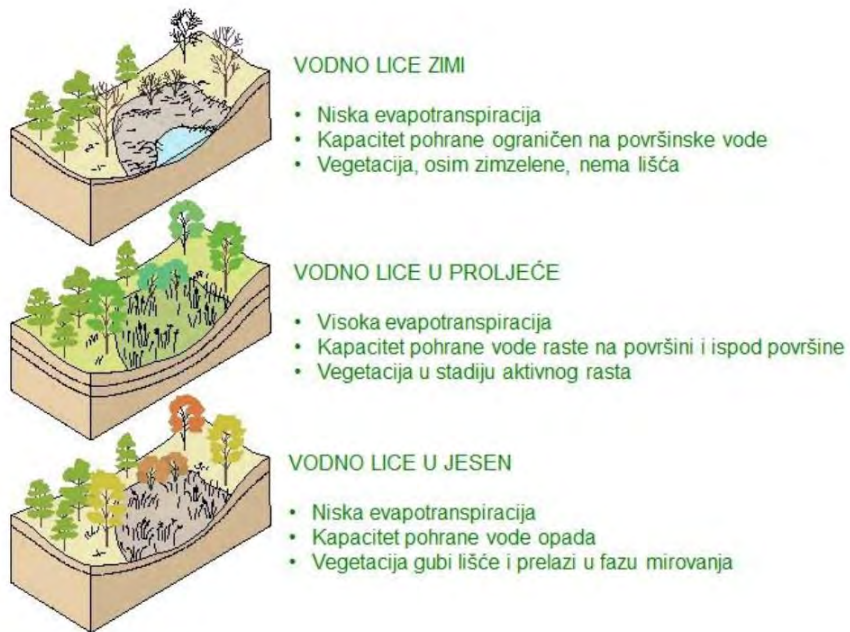 VODNO LICE ZIMI
• Niska evapotranspiracija
• Kapacitet pohrane ograničen na površinske vode
• Vegetacija, osim zimzelene, nema lišća
VODNO LICE U PROLJEĆE
• Visoka evapotranspiracija
• Kapacitet pohrane vode raste na površini i ispod površine
• Vegetacija u stadiju aktivnog rasta
VODNO LICE U JESEN
• Niska evapotranspiracija
• Kapacitet pohrane vode opada
• Vegetacija gubi lišće i prelazi u fazu mirovanja